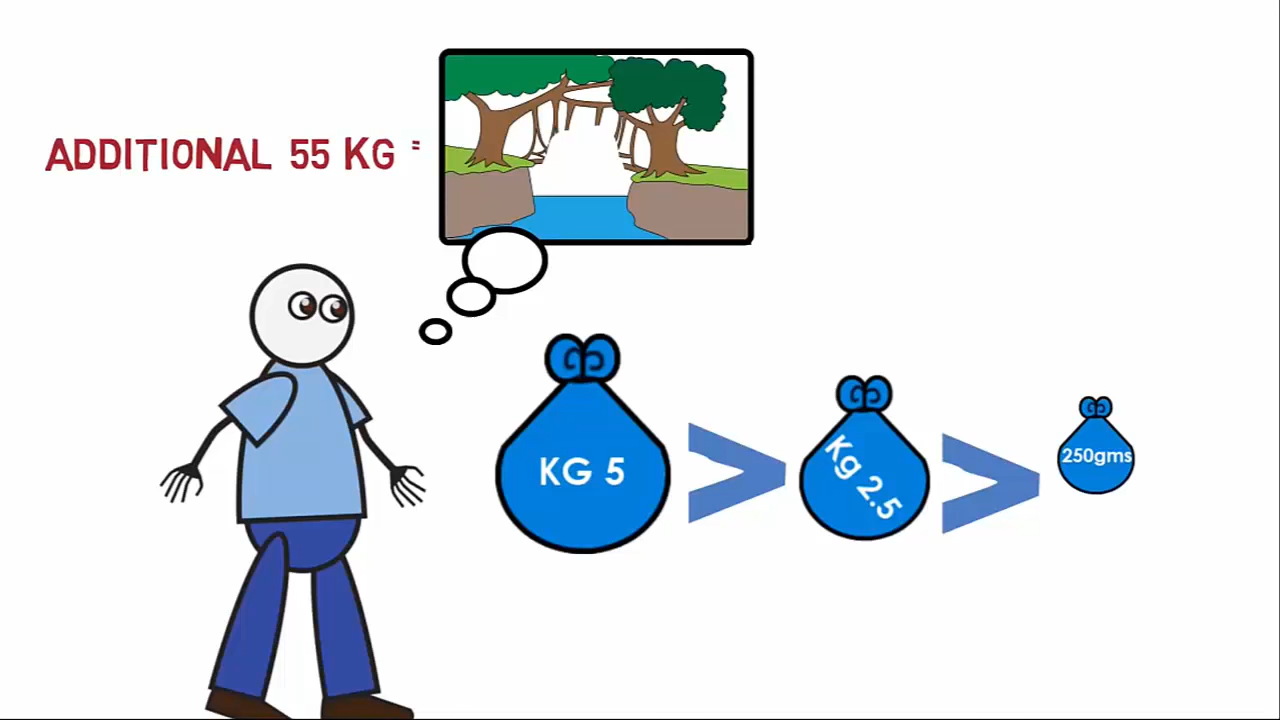 ADDITIONAL 55 KG =
KG 5
>
Kg 2.5
>
250gms